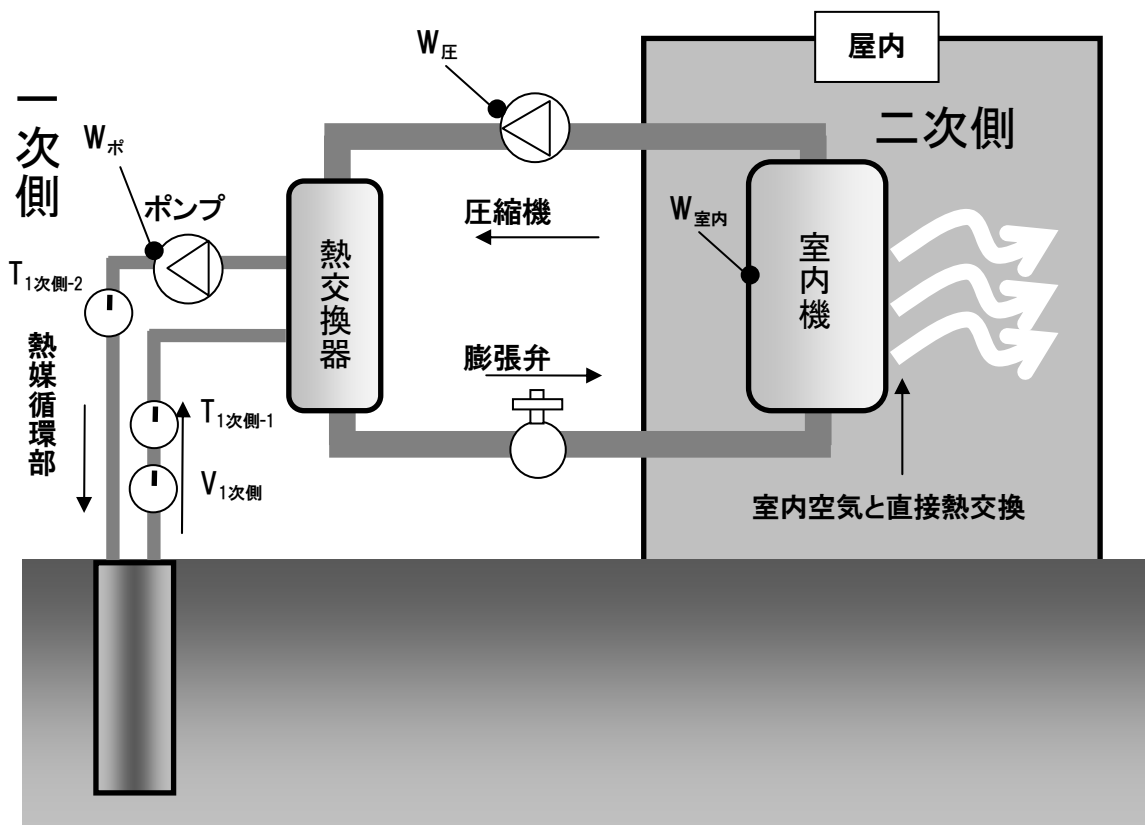 屋内
W圧
一次側
二次側
Wポ
ポンプ
圧縮機
W室内
熱交換器
室内機
T1次側-2
熱媒循環部
膨張弁
T1次側-1
V1次側
室内空気と直接熱交換